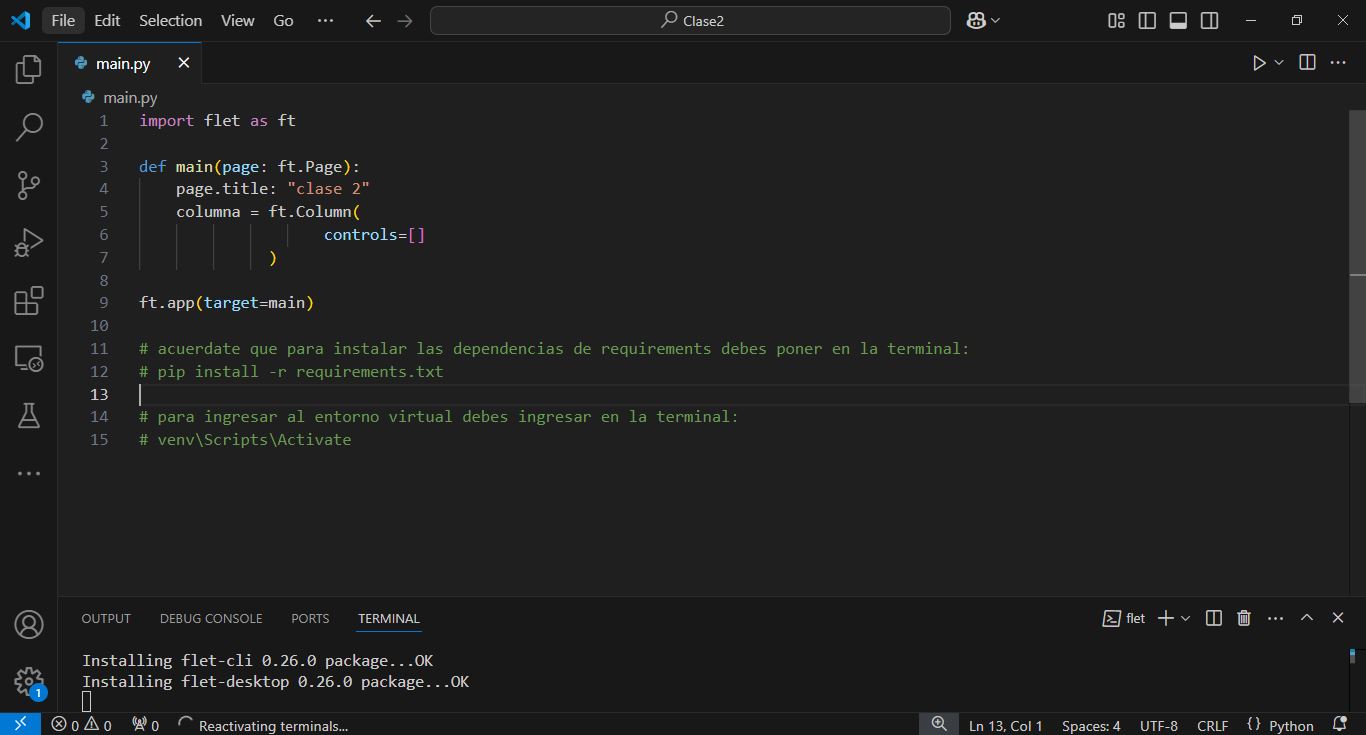 File Edit Selection View Go ··· Clase2
main.py
main.py
1 import flet as ft
2
3 def main(page: ft.Page):
4     page.title: "clase 2"
5     columna = ft.Column(
6                     controls=[]
7               )
8
9 ft.app(target=main)
10
11 # acuerdate que para instalar las dependencias de requirements debes poner en la terminal:
12 # pip install -r requirements.txt
13
14 # para ingresar al entorno virtual debes ingresar en la terminal:
15 # venv\Scripts\Activate
OUTPUT DEBUG CONSOLE PORTS TERMINAL flet
Installing flet-cli 0.26.0 package...OK
Installing flet-desktop 0.26.0 package...OK
1
0 0 0 Reactivating terminals... Ln 13, Col 1 Spaces: 4 UTF-8 CRLF {} Python